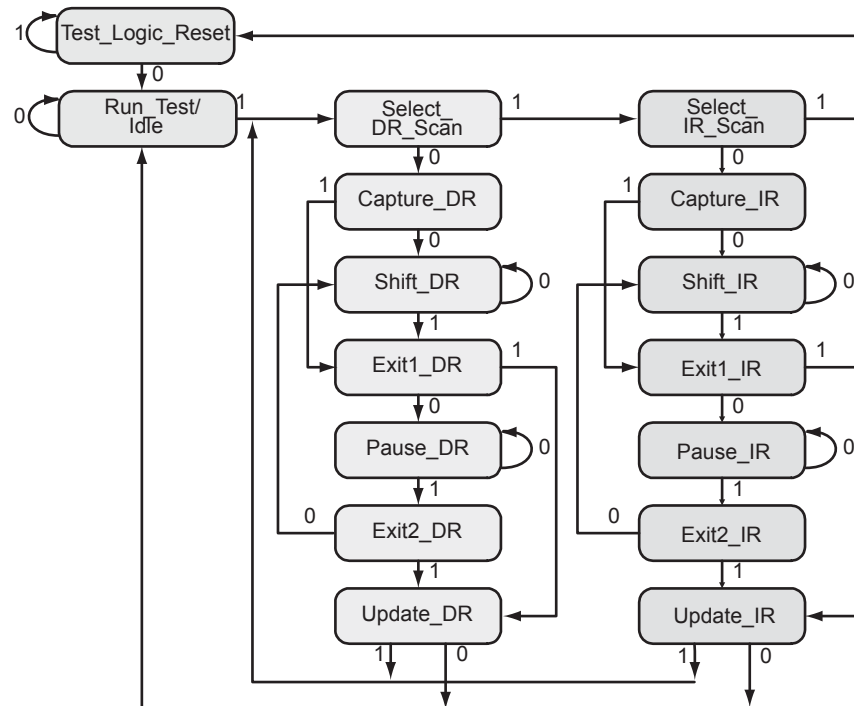 1
Test_Logic_Reset
0
0
Run_Test/
Idle
1
Select_
DR_Scan
1
Select_
IR_Scan
1
0
0
1
Capture_DR
1
Capture_IR
0
0
Shift_DR
0
Shift_IR
0
1
1
Exit1_DR
1
Exit1_IR
1
0
0
Pause_DR
0
Pause_IR
0
1
1
0
Exit2_DR
0
Exit2_IR
1
1
Update_DR
Update_IR
1
0
1
0